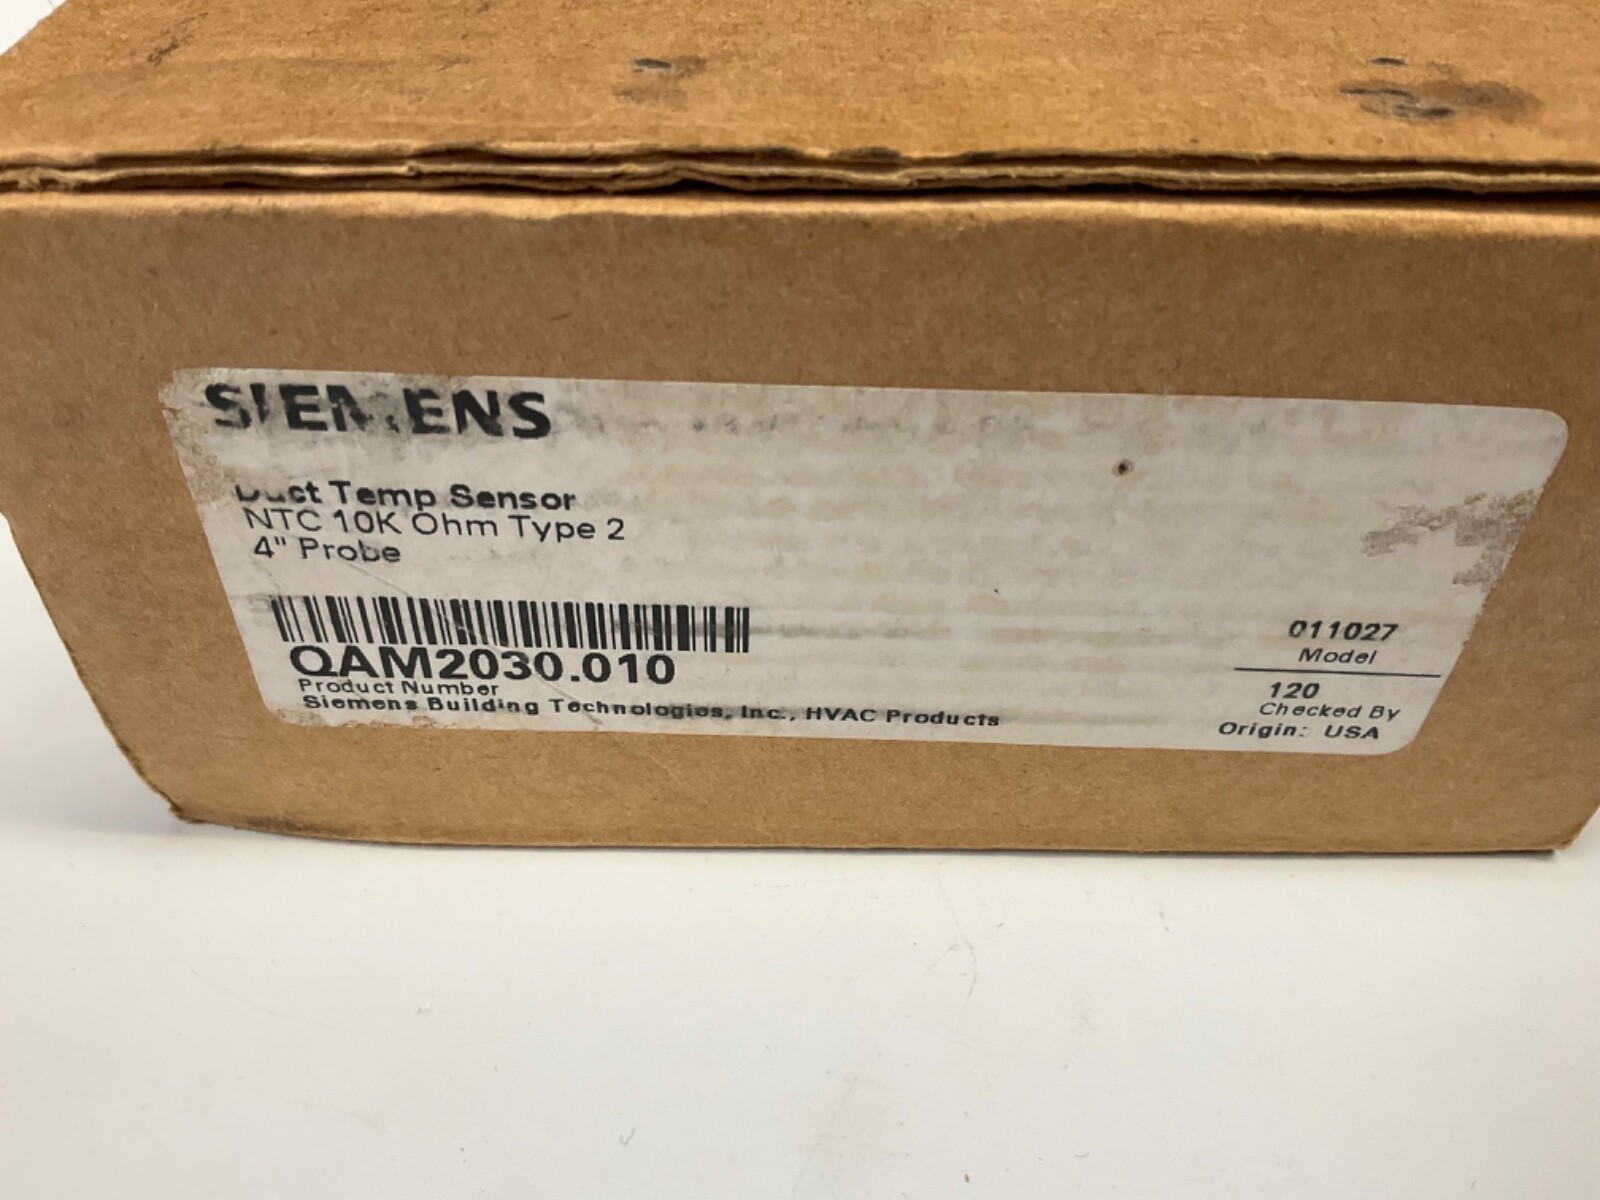 SIEMENS
Duct Temp Sensor
NTC 10K Ohm Type 2
4" Probe
QAM2030.010
Product Number
Siemens Building Technologies, Inc., HVAC Products
011027
Model
120
Checked By
Origin: USA